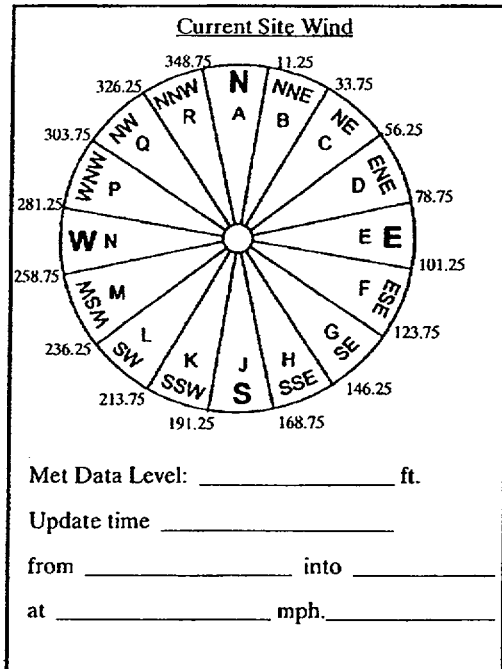 Current Site Wind
348.75 11.25
326.25 NNW N NNE 33.75
R A B
303.75 NW Q C NE 56.25
WNW P D ENE
281.25 78.75
W N E E
258.75 101.25
WSW M F ESE
236.25 L G 123.75
SW K J H SE
213.75 SSW S SSE 146.25
191.25 168.75
Met Data Level: ft.
Update time
from into
at mph.